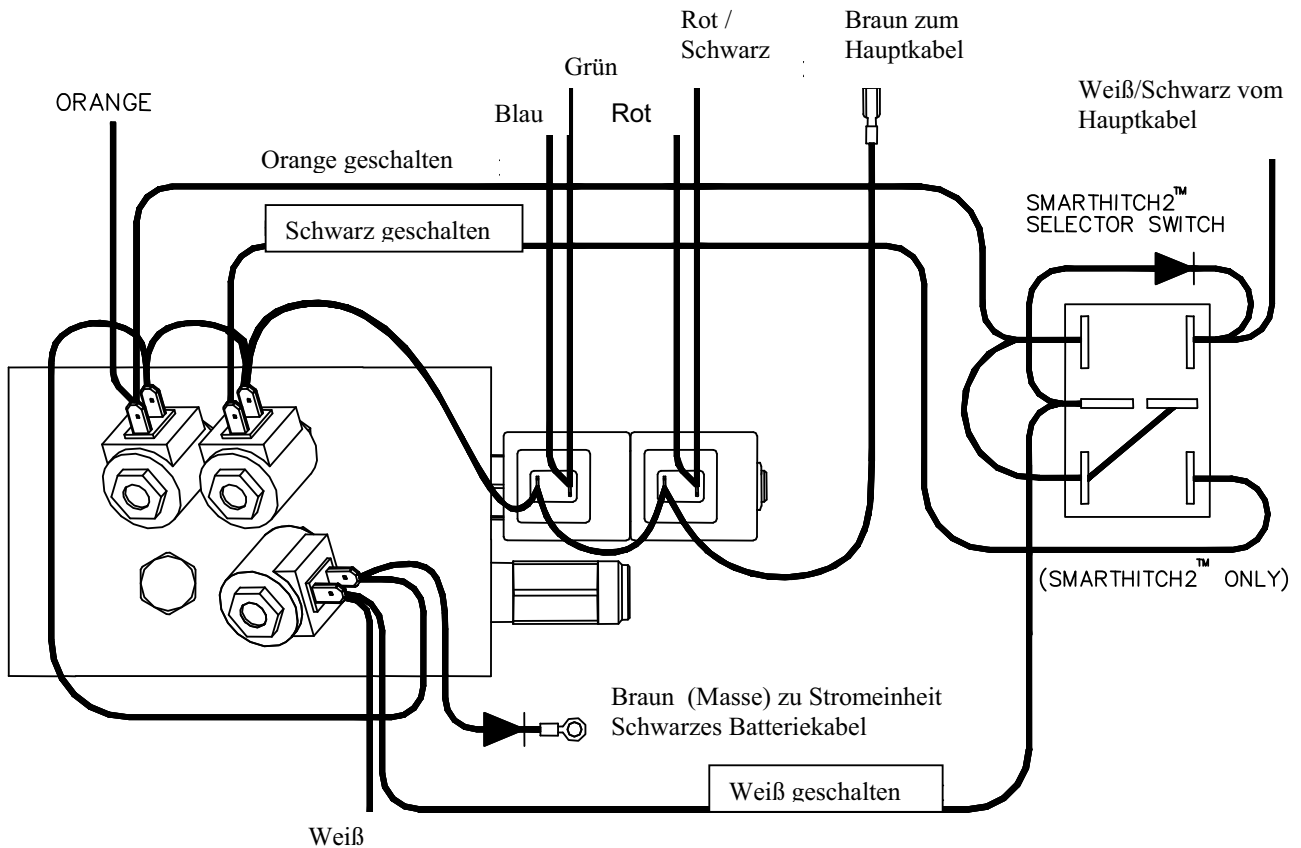 Rot /
Schwarz
Braun zum
Hauptkabel
Grün
Weiß/Schwarz vom
Hauptkabel
ORANGE
Blau
Rot
Orange geschalten
SMARTHITCH2™
SELECTOR SWITCH
Schwarz geschalten
(SMARTHITCH2™ ONLY)
Braun (Masse) zu Stromeinheit
Schwarzes Batteriekabel
Weiß geschalten
Weiß